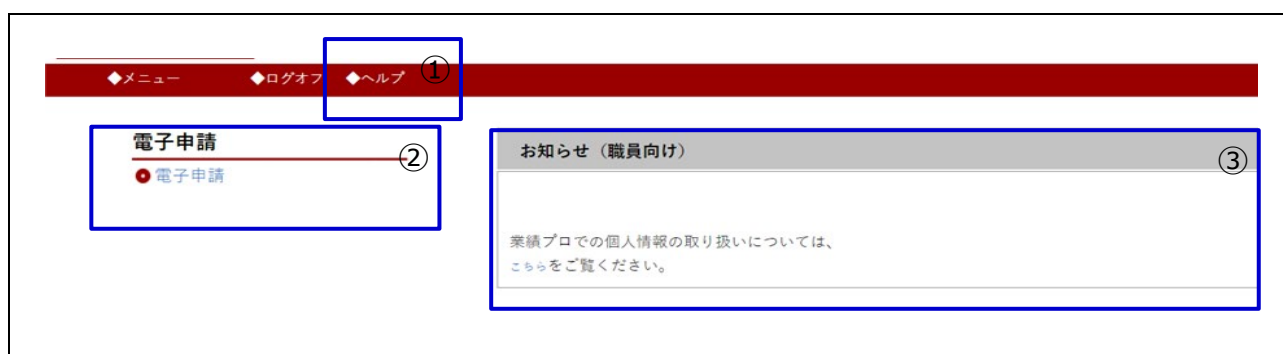 ◆メニュー ◆ログオフ ◆ヘルプ ①
電子申請 ②
電子申請
お知らせ（職員向け） ③
業績プロでの個人情報の取り扱いについては、
こちらをご覧ください。